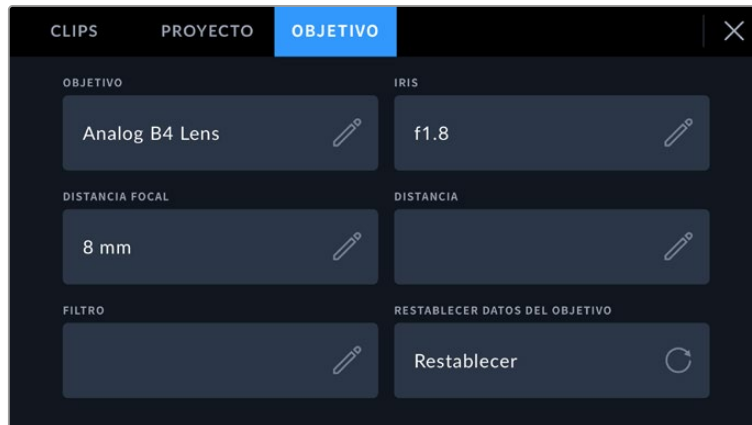 CLIPS PROYECTO OBJETIVO
OBJETIVO IRIS
Analog B4 Lens f1.8
DISTANCIA FOCAL DISTANCIA
8 mm
FILTRO RESTABLECER DATOS DEL OBJETIVO
Restablecer